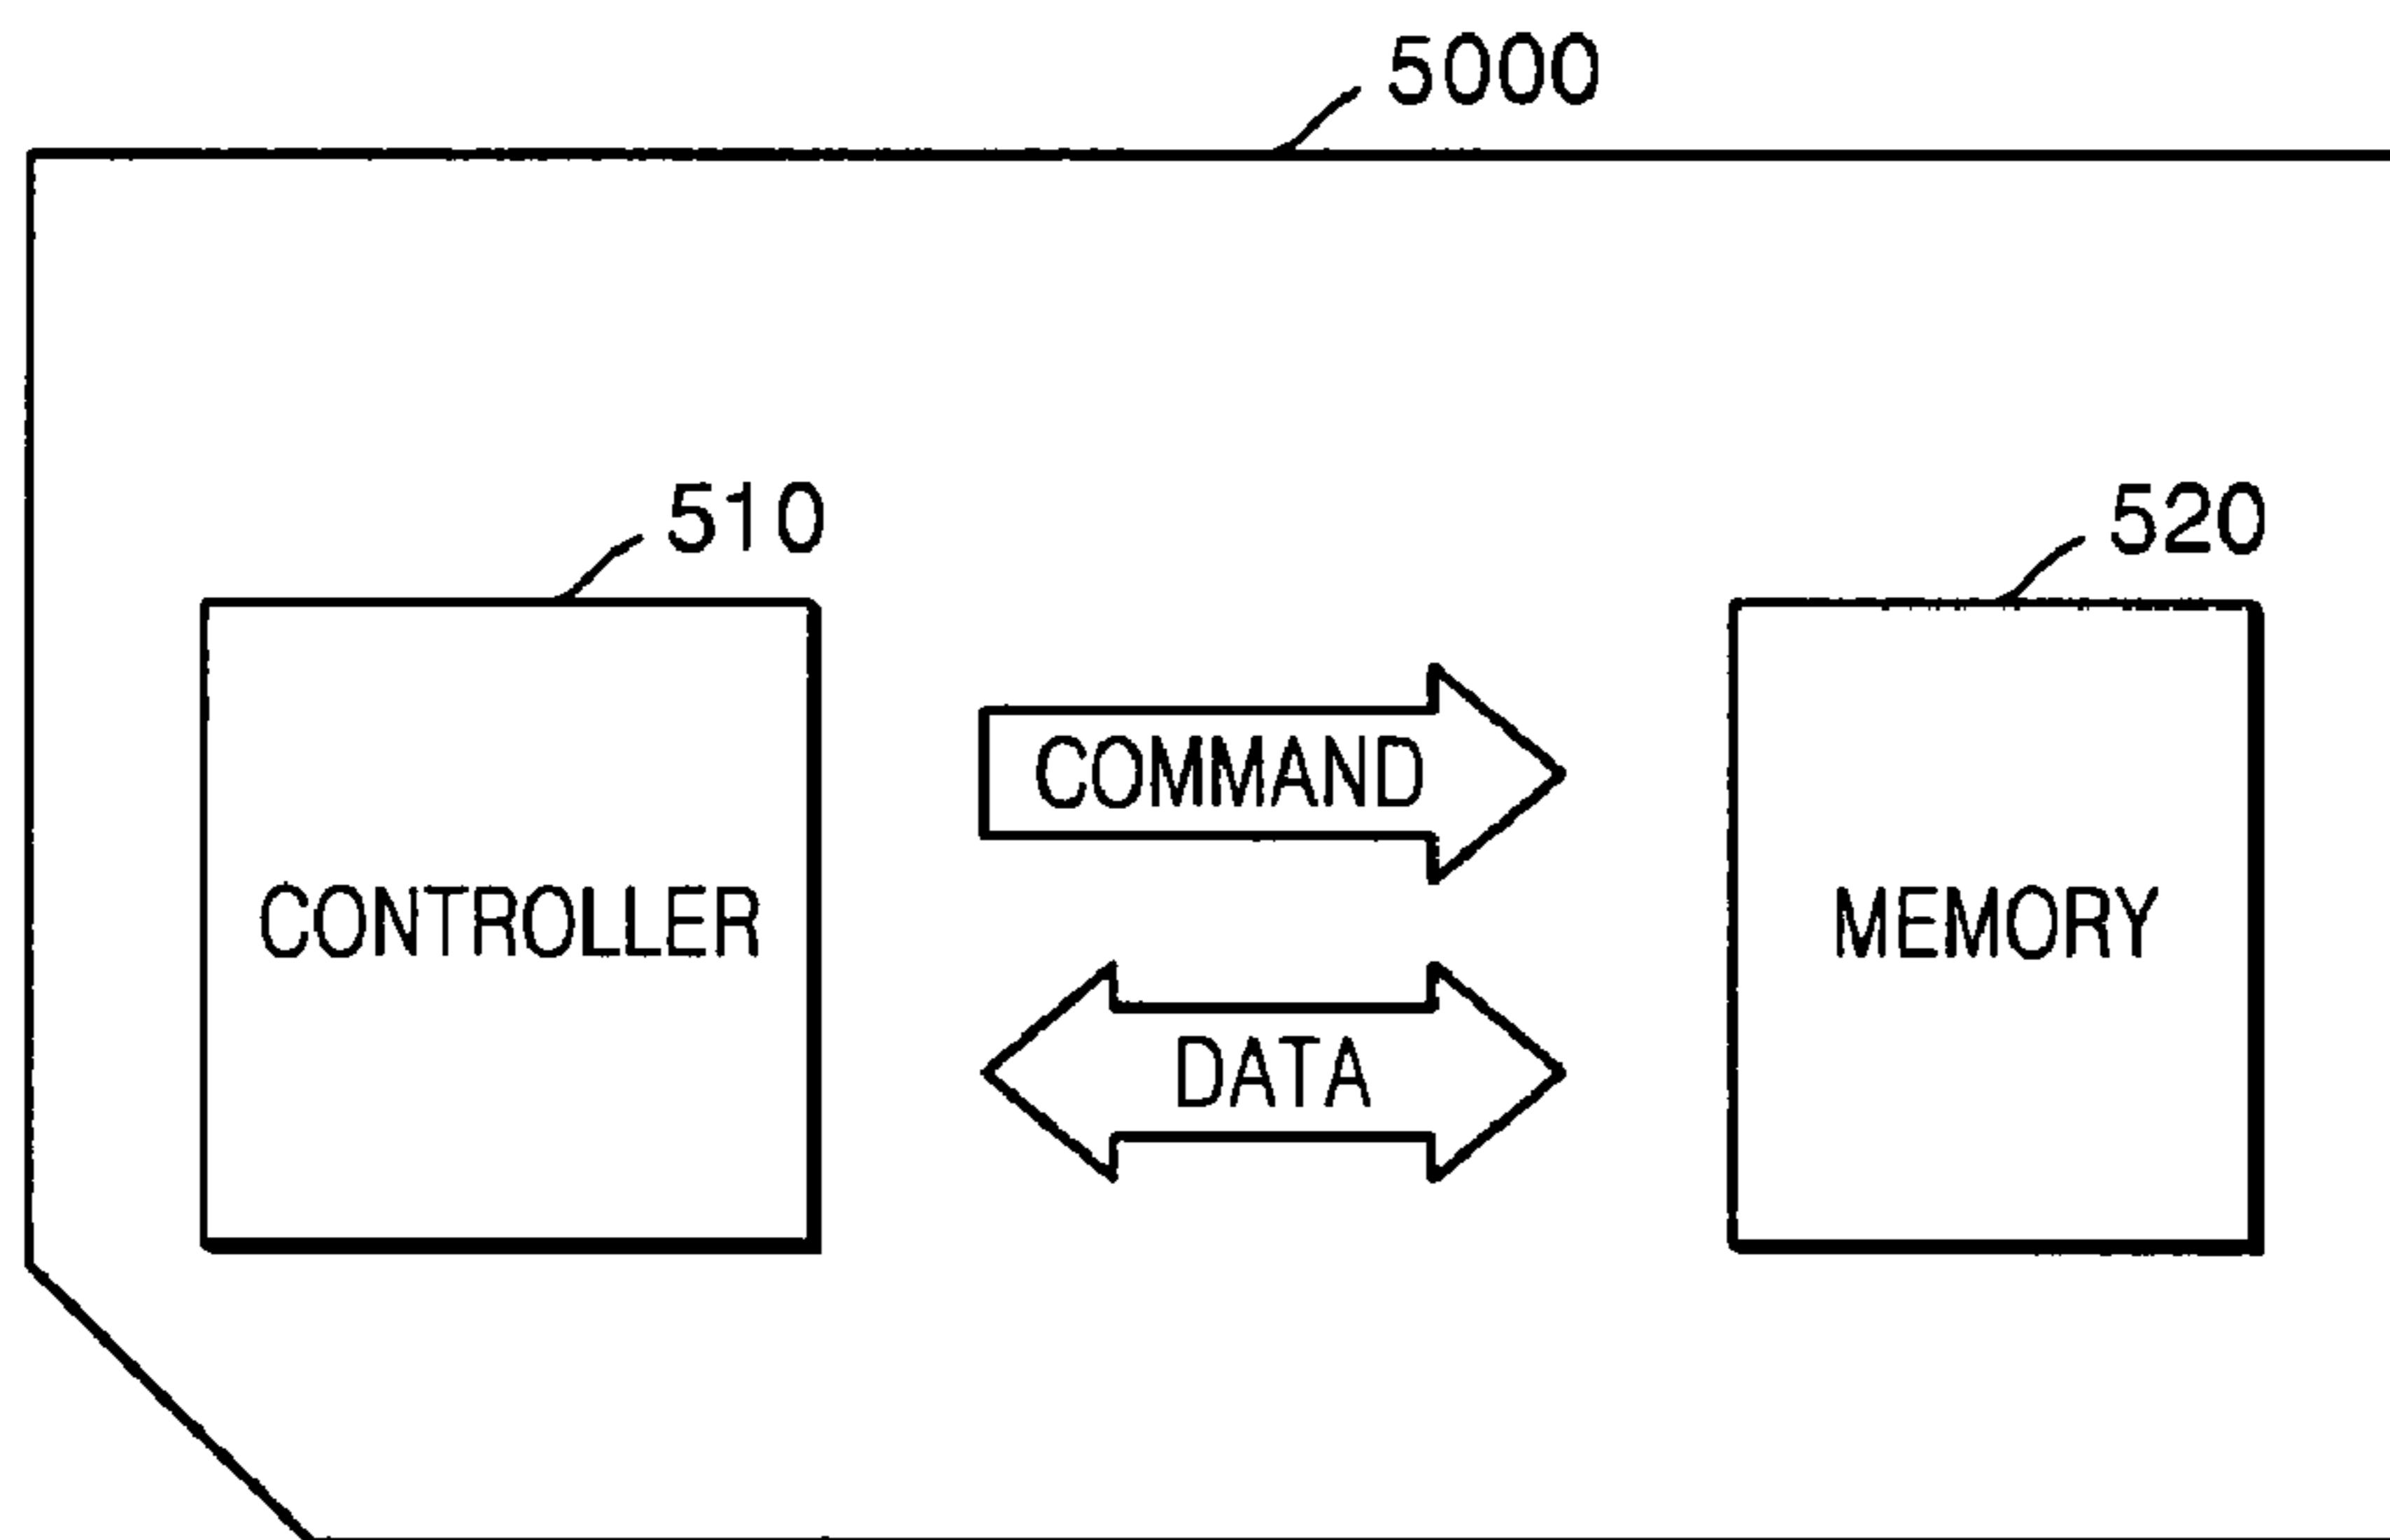 5000
510
520
COMMAND
CONTROLLER
MEMORY
DATA